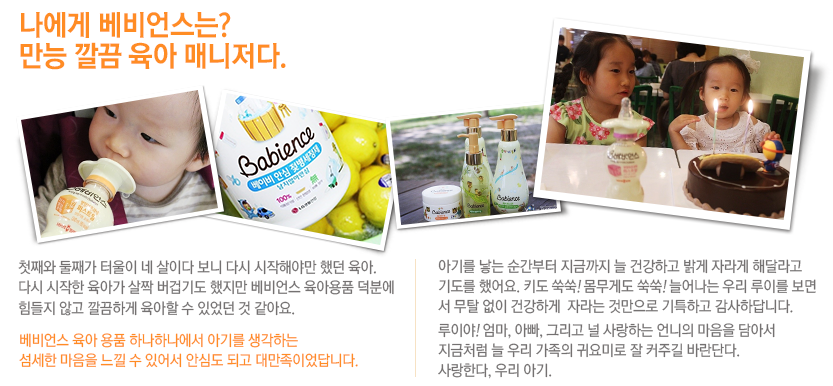 나에게 베비언스는?
만능 깔끔 육아 매니저다.
Babience
베이비 안심 젖병세정제
100%
Babience
첫째와 둘째가 터울이 네 살이다 보니 다시 시작해야만 했던 육아.
다시 시작한 육아가 살짝 버겁기도 했지만 베비언스 육아용품 덕분에
힘들지 않고 깔끔하게 육아할 수 있었던 것 같아요.
베비언스 육아 용품 하나하나에서 아기를 생각하는
섬세한 마음을 느낄 수 있어서 안심도 되고 대만족이었답니다.
아기를 낳는 순간부터 지금까지 늘 건강하고 밝게 자라게 해달라고
기도를 했어요. 키도 쑥쑥! 몸무게도 쑥쑥! 늘어나는 우리 루이를 보면
서 무탈 없이 건강하게 자라는 것만으로 기특하고 감사하답니다.
루이야! 엄마, 아빠, 그리고 널 사랑하는 언니의 마음을 담아서
지금처럼 늘 우리 가족의 귀요미로 잘 커주길 바란단다.
사랑한다, 우리 아기.